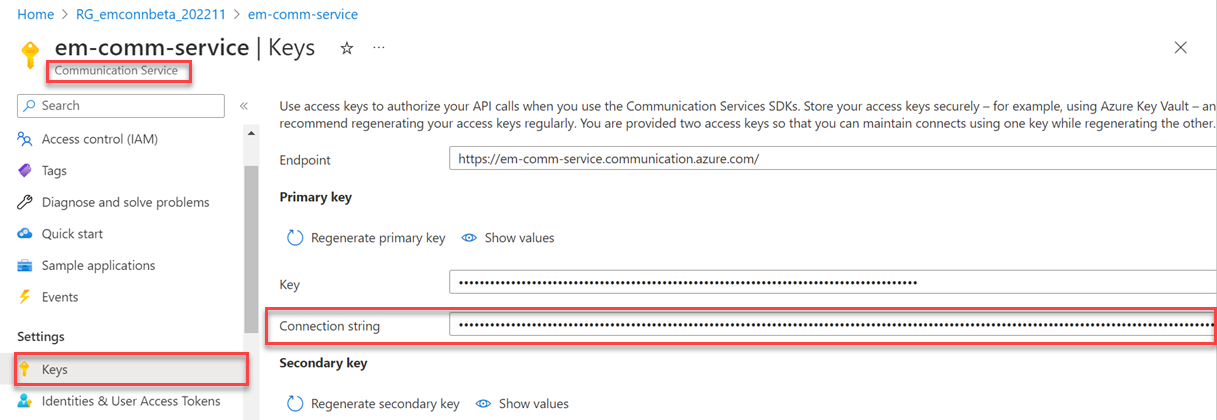 Home > RG_emconnbeta_202211 > em-comm-service
em-comm-service | Keys
Communication Service
Search
Access control (IAM)
Tags
Diagnose and solve problems
Quick start
Sample applications
Events
Settings
Keys
Identities & User Access Tokens
Use access keys to authorize your API calls when you use the Communication Services SDKs. Store your access keys securely – for example, using Azure Key Vault – an
recommend regenerating your access keys regularly. You are provided two access keys so that you can maintain connects using one key while regenerating the other.
Endpoint
https://em-comm-service.communication.azure.com/
Primary key
Regenerate primary key Show values
Key
Connection string
Secondary key
Regenerate secondary key Show values